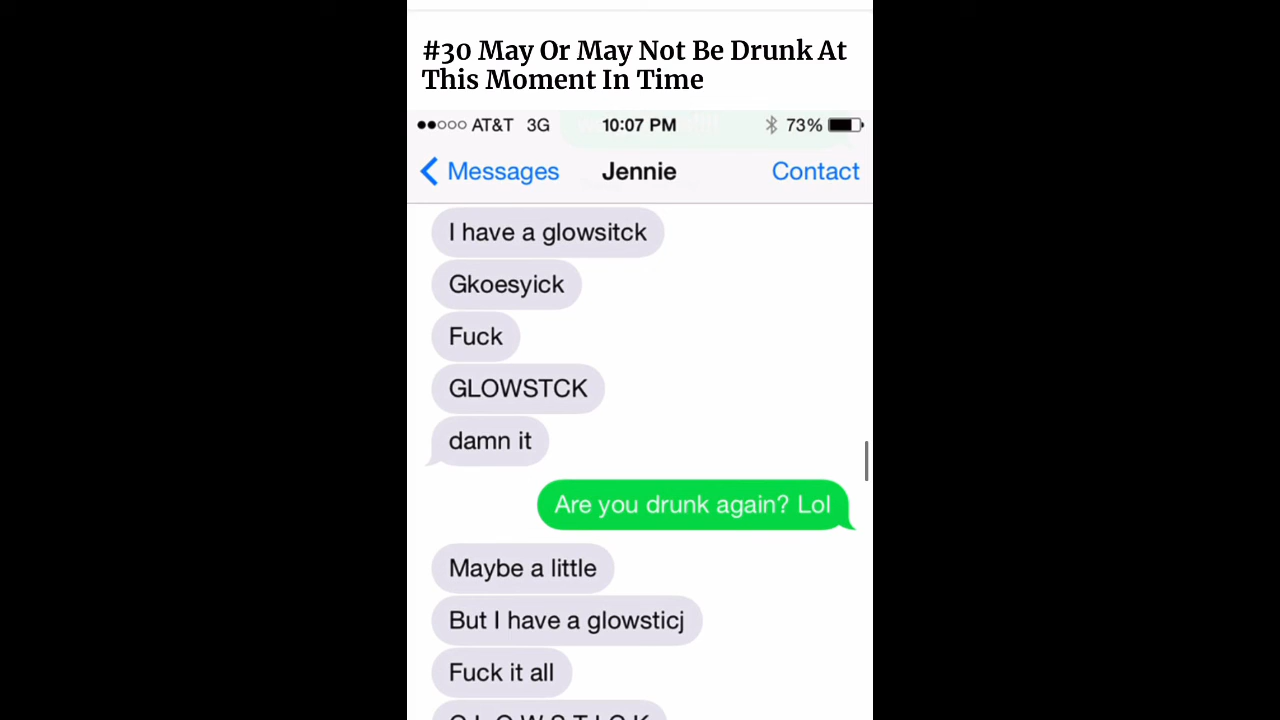 #30 May Or May Not Be Drunk At
This Moment In Time
AT&T 3G 10:07 PM 73%
Messages Jennie Contact
I have a glowsitck
Gkoesyick
Fuck
GLOWSTCK
damn it
Are you drunk again? Lol
Maybe a little
But I have a glowsticj
Fuck it all
G L O W S T I C K